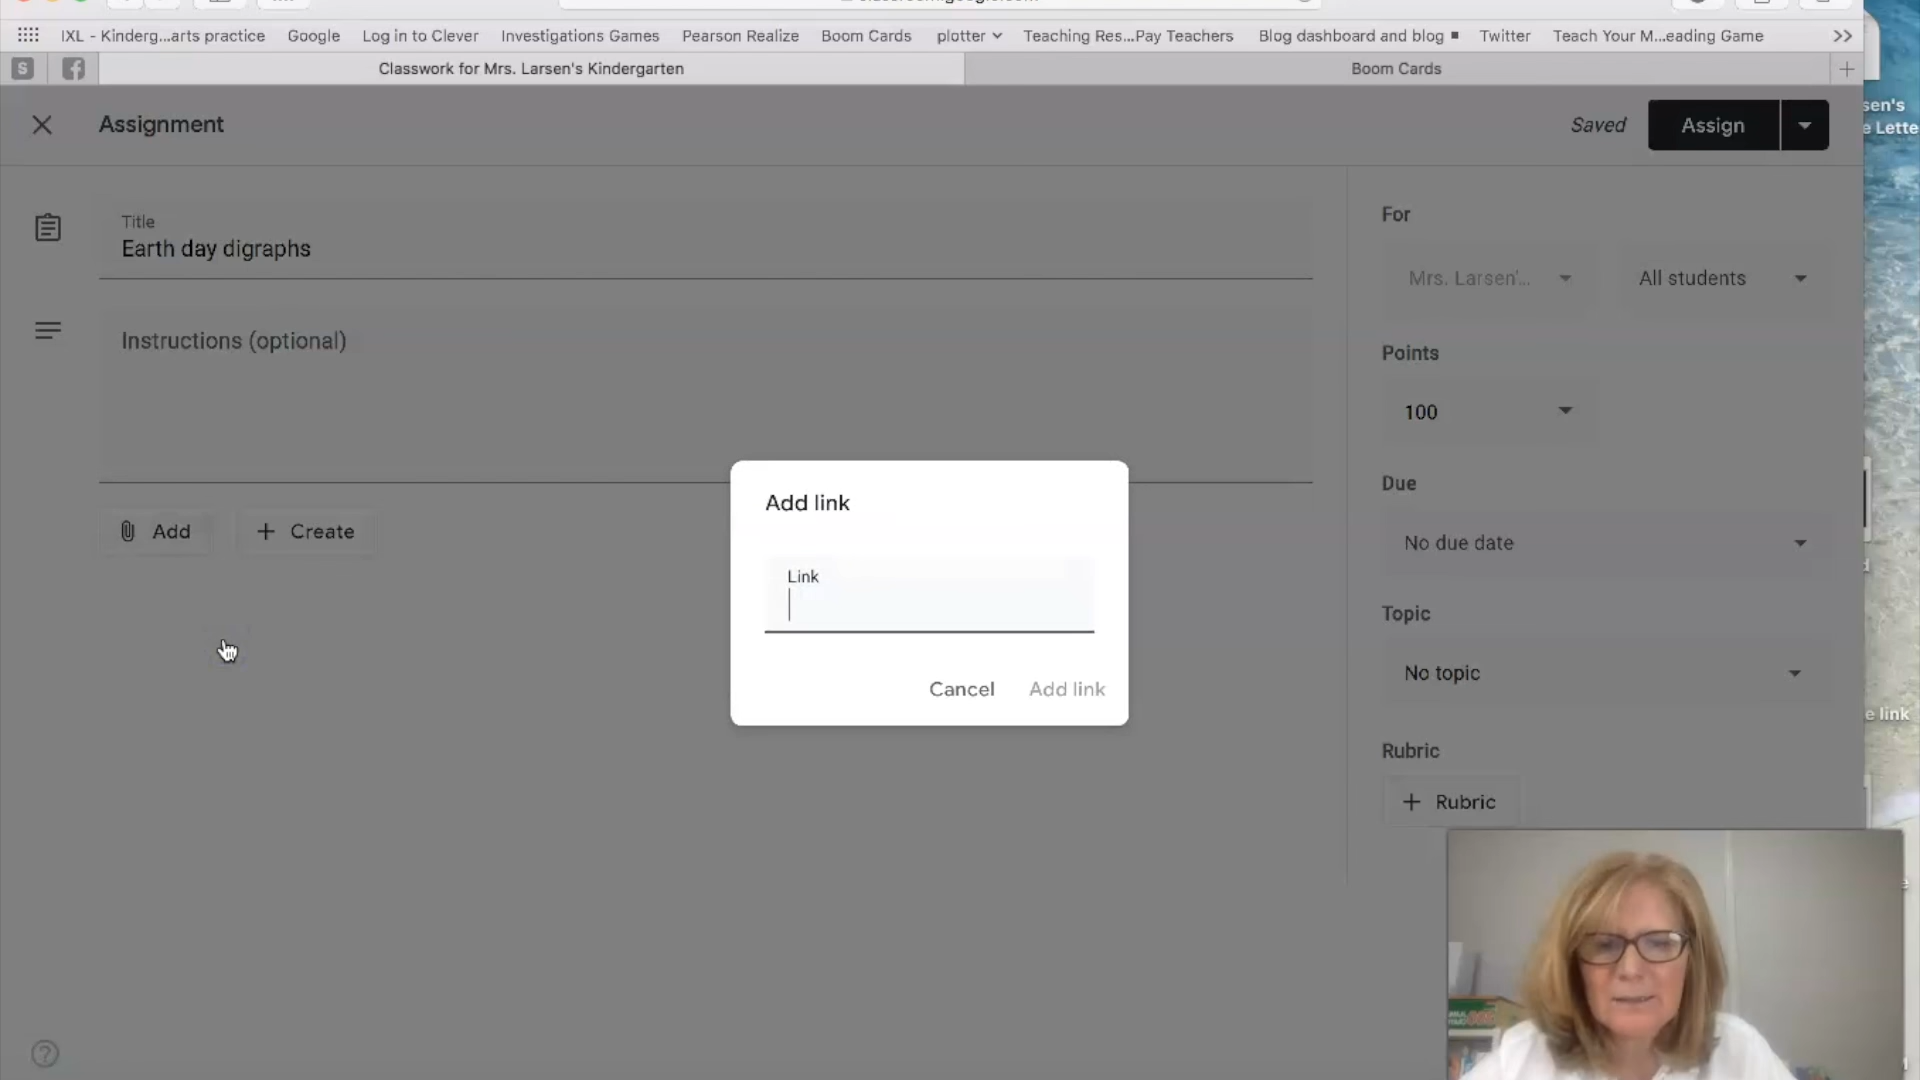 IXL - Kinderg...arts practice Google Log in to Clever Investigations Games Pearson Realize Boom Cards plotter Teaching Res...Pay Teachers Blog dashboard and blog Twitter Teach Your M...eading Game >>
S f Classwork for Mrs. Larsen's Kindergarten Boom Cards +
Assignment Saved Assign
Title
Earth day digraphs
Instructions (optional)
Add + Create
For
Mrs. Larsen'... All students
Points
100
Due
No due date
Topic
No topic
Rubric
+ Rubric
Add link
Link
Cancel Add link
sen's
e Lette
e link
?